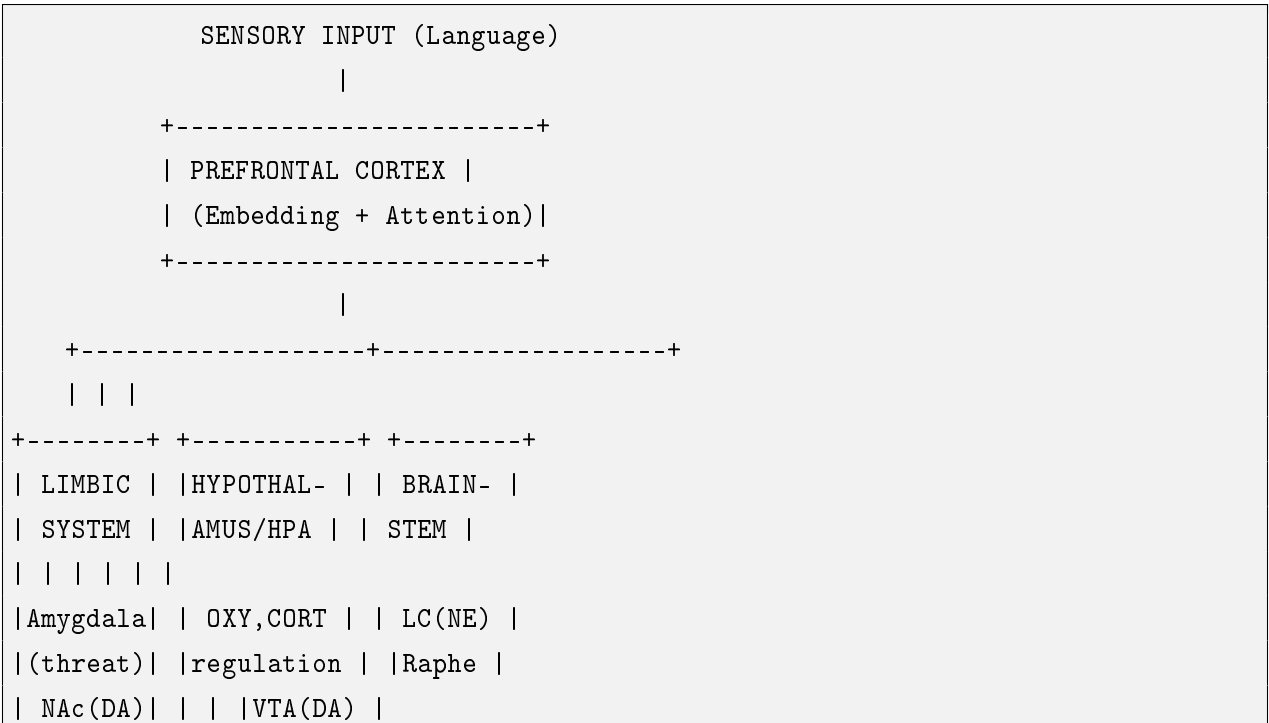 SENSORY INPUT (Language)
|
+------------------------+
| PREFRONTAL CORTEX |
| (Embedding + Attention)|
+------------------------+
|
+-------------------+-------------------+
| | |
+--------+ +-----------+ +--------+
| LIMBIC | |HYPOTHAL- | | BRAIN- |
| SYSTEM | |AMUS/HPA | | STEM |
| | | | | |
|Amygdala| | OXY,CORT | | LC(NE) |
|(threat)| |regulation | |Raphe |
| NAc(DA)| | | |VTA(DA) |